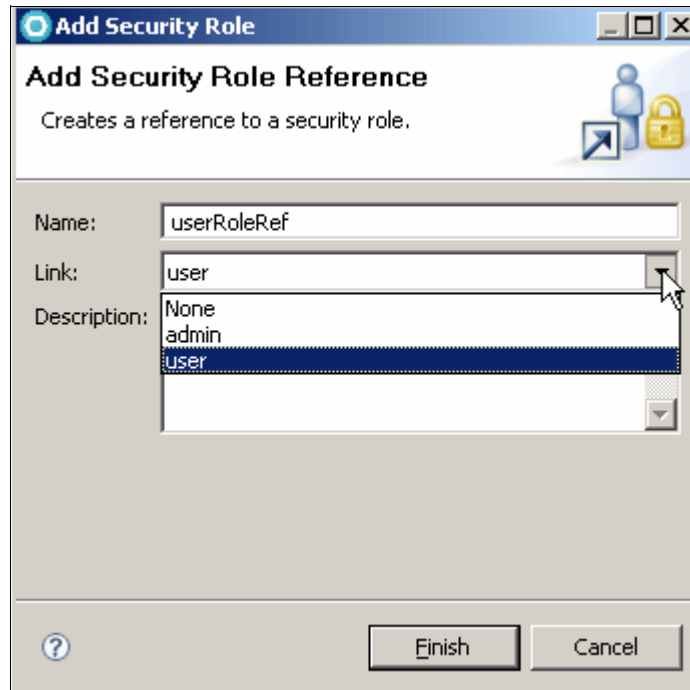 Add Security Role
Add Security Role Reference
Creates a reference to a security role.
Name: userRoleRef
Link: user
Description:
None
admin
user
?
Finish
Cancel